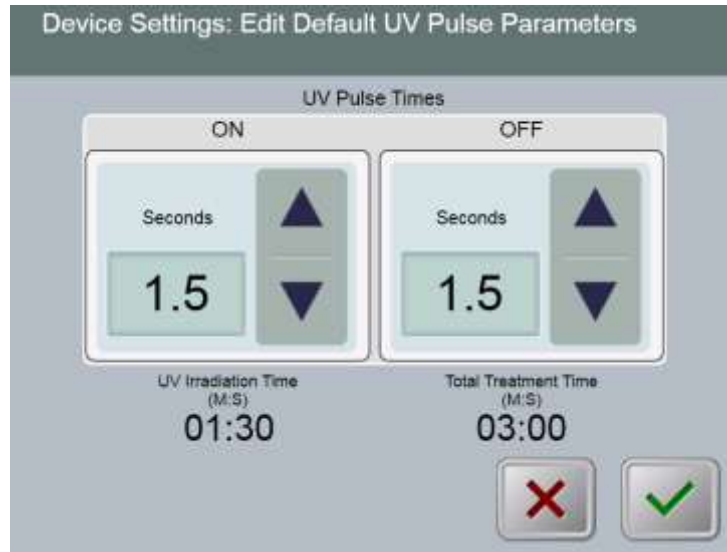 Device Settings: Edit Default UV Pulse Parameters
UV Pulse Times
ON
OFF
Seconds
1.5
Seconds
1.5
UV Irradiation Time
(M:S)
01:30
Total Treatment Time
(M:S)
03:00